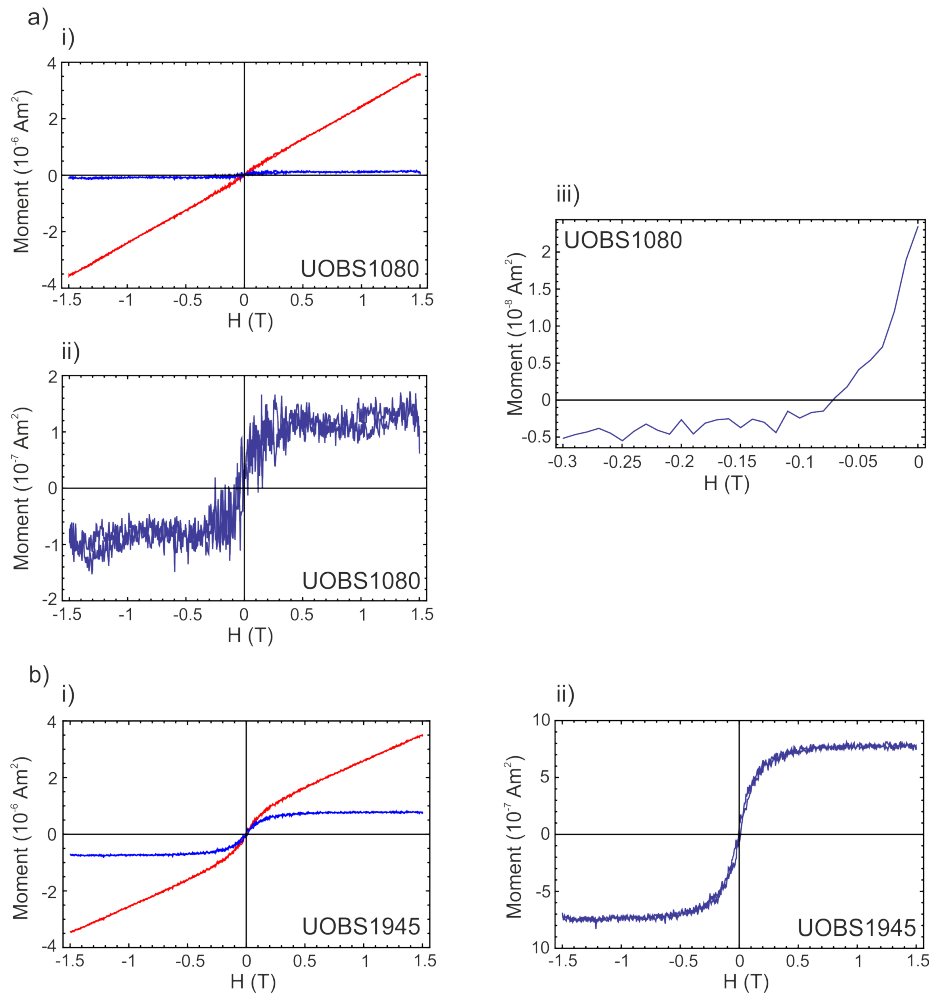 a)
i)
4
2
0
-2
-4
-1.5 -1 -0.5 0 0.5 1 1.5
Moment (10⁻⁶ Am²)
H (T)
UOBS1080
ii)
2
1
0
-1
-2
-1.5 -1 -0.5 0 0.5 1 1.5
Moment (10⁻⁷ Am²)
H (T)
UOBS1080
iii)
UOBS1080
2
1.5
1
0.5
0
-0.5
-0.3 -0.25 -0.2 -0.15 -0.1 -0.05 0
Moment (10⁻⁸ Am²)
H (T)
b)
i)
4
2
0
-2
-4
-1.5 -1 -0.5 0 0.5 1 1.5
Moment (10⁻⁶ Am²)
H (T)
UOBS1945
ii)
10
5
0
-5
10
-1.5 -1 -0.5 0 0.5 1 1.5
Moment (10⁻⁷ Am²)
H (T)
UOBS1945